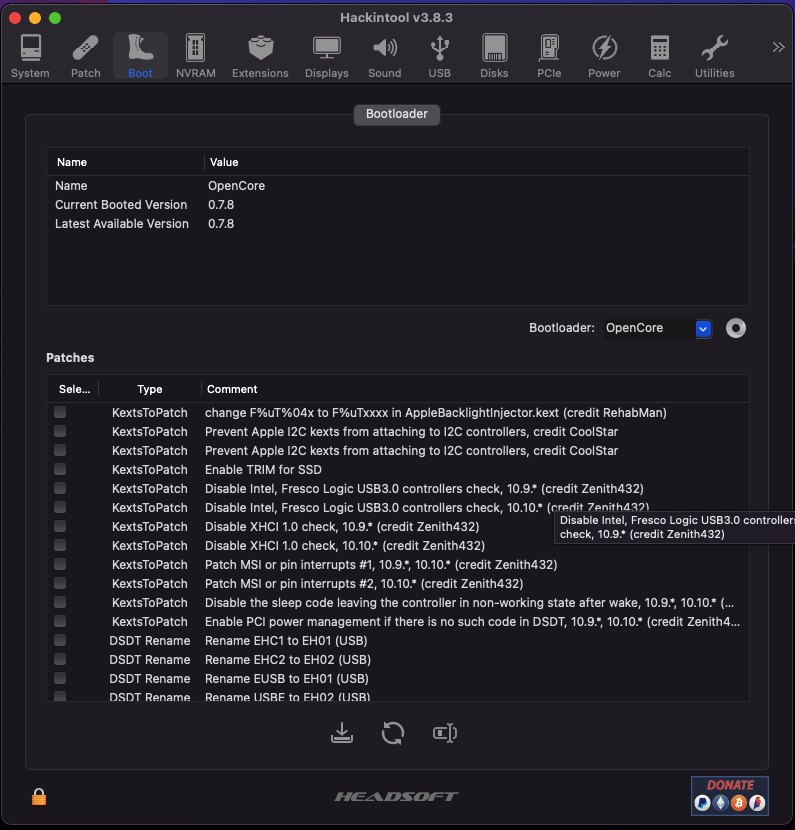 Hackintool v3.8.3
System Patch Boot NVRAM Extensions Displays Sound USB Disks PCIe Power Calc Utilities
Bootloader
Name Value
Name OpenCore
Current Booted Version 0.7.8
Latest Available Version 0.7.8
Bootloader: OpenCore
Patches
Sele... Type Comment
KextsToPatch change F%uT%04x to F%uTxxxx in AppleBacklightInjector.kext (credit RehabMan)
KextsToPatch Prevent Apple I2C kexts from attaching to I2C controllers, credit CoolStar
KextsToPatch Prevent Apple I2C kexts from attaching to I2C controllers, credit CoolStar
KextsToPatch Enable TRIM for SSD
KextsToPatch Disable Intel, Fresco Logic USB3.0 controllers check, 10.9.* (credit Zenith432)
KextsToPatch Disable Intel, Fresco Logic USB3.0 controllers check, 10.10.* (credit Zenith432)
Disable Intel, Fresco Logic USB3.0 controllers
check, 10.9.* (credit Zenith432)
KextsToPatch Disable XHCI 1.0 check, 10.9.* (credit Zenith432)
KextsToPatch Disable XHCI 1.0 check, 10.10.* (credit Zenith432)
KextsToPatch Patch MSI or pin interrupts #1, 10.9.*, 10.10.* (credit Zenith432)
KextsToPatch Patch MSI or pin interrupts #2, 10.10.* (credit Zenith432)
KextsToPatch Disable the sleep code leaving the controller in non-working state after wake, 10.9.*, 10.10.* (...
KextsToPatch Enable PCI power management if there is no such code in DSDT, 10.9.*, 10.10.* (credit Zenith4...
DSDT Rename Rename EHC1 to EH01 (USB)
DSDT Rename Rename EHC2 to EH02 (USB)
DSDT Rename Rename EUSB to EH01 (USB)
DSDT Rename Rename USBE to EH02 (USB)
HEADSOFT
DONATE